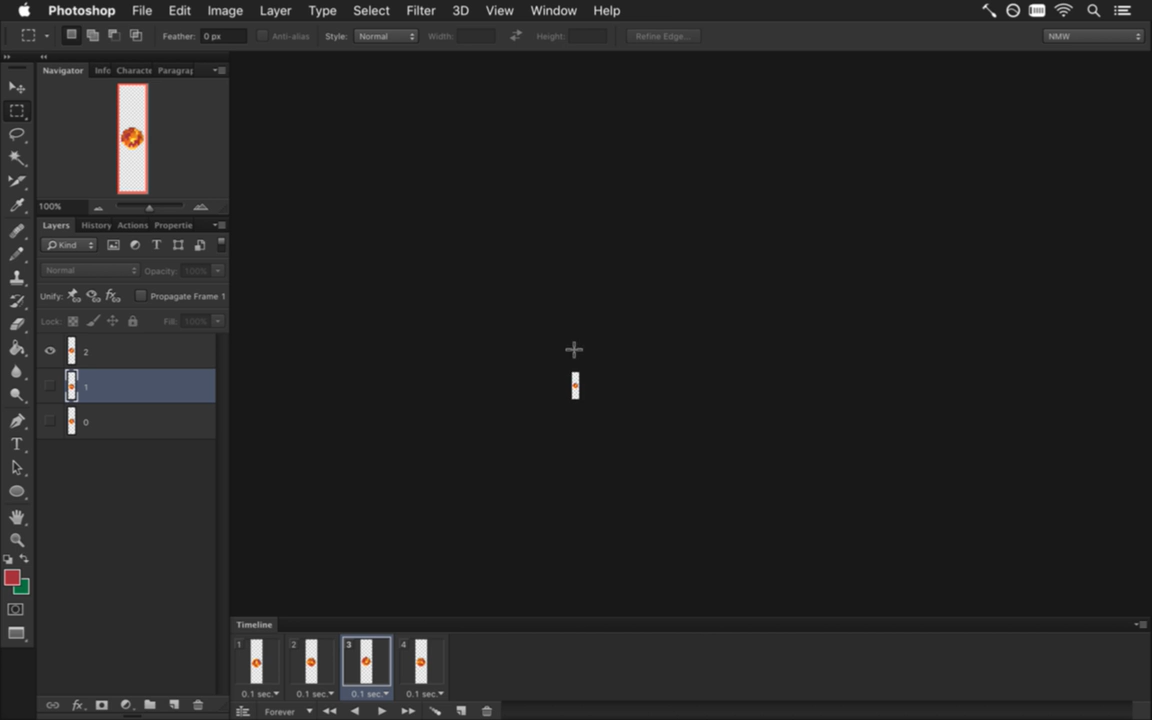 Photoshop File Edit Image Layer Type Select Filter 3D View Window Help
Feather: 0 px Anti-alias Style: Normal Width: Height: Refine Edge... NMW
Navigator Info Characte Paragrap
100%
Layers History Actions Propertie
Kind
Normal Opacity: 100%
Unify: Propagate Frame 1
Lock: Fill: 100%
2
1
0
Timeline
1 2 3 4
0.1 sec. 0.1 sec. 0.1 sec. 0.1 sec.
Forever